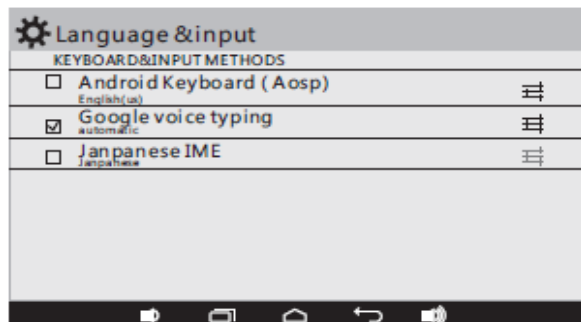 Language &input
KEYBOARD&INPUT METHODS
Android Keyboard ( Aosp)
English(us)
Google voice typing
automatic
Janpanese IME
Janpanese